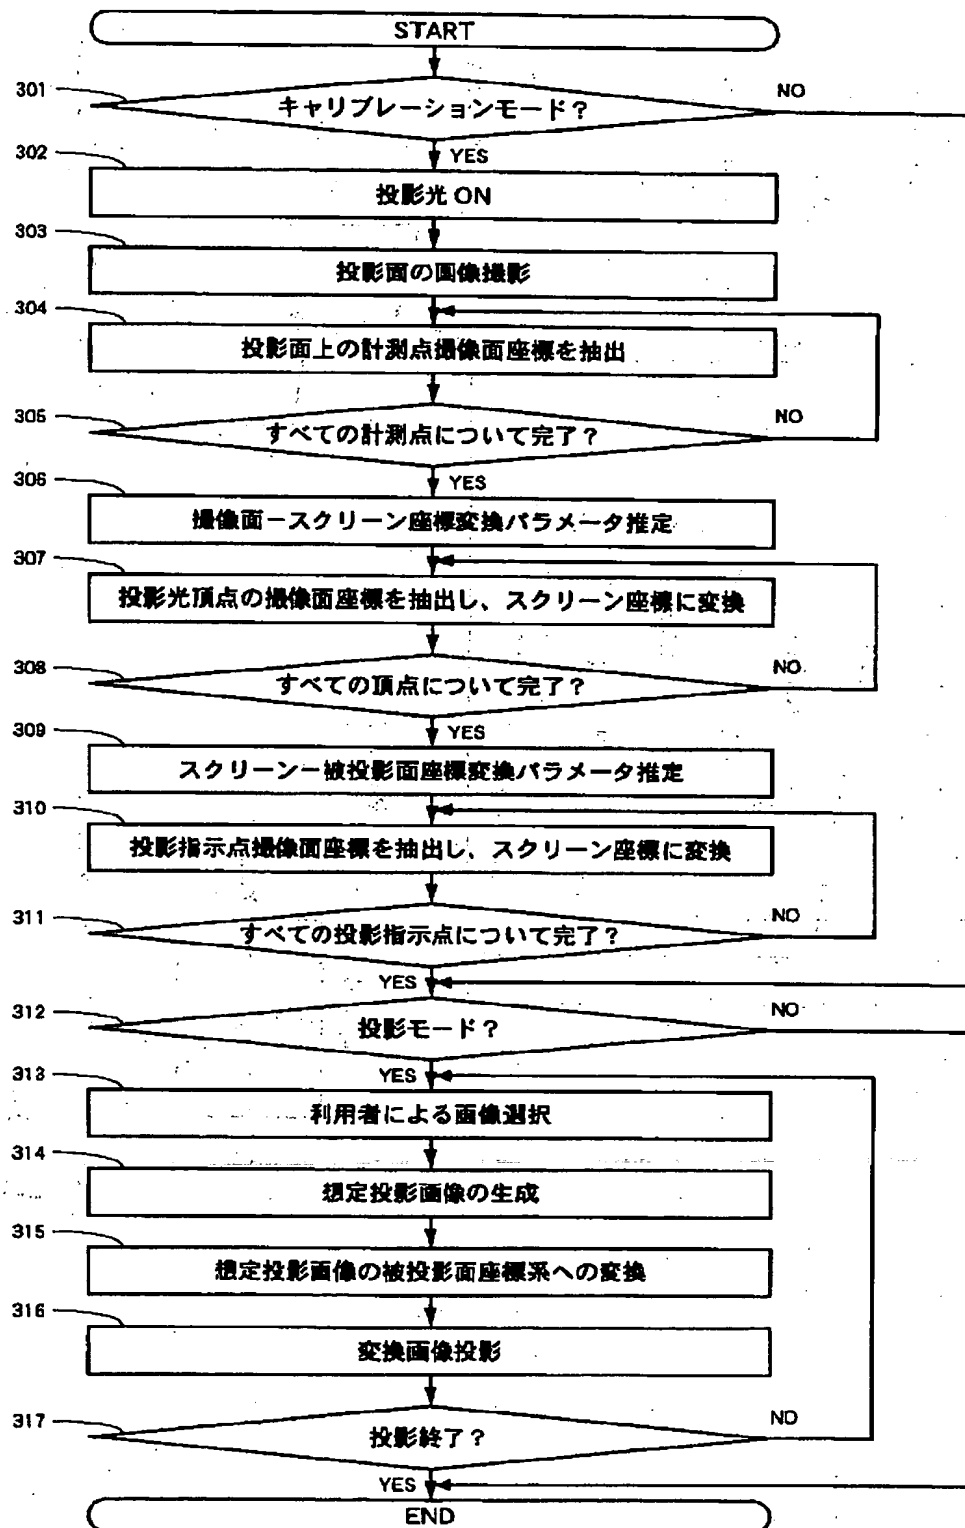 START
301
キャリブレーションモード？
NO
YES
302
投影光 ON
303
投影面の画像撮影
304
投影面上の計測点撮像面座標を抽出
305
すべての計測点について完了？
NO
YES
306
撮像面－スクリーン座標変換パラメータ推定
307
投影光頂点の撮像面座標を抽出し、スクリーン座標に変換
308
すべての頂点について完了？
NO
YES
309
スクリーン－被投影面座標変換パラメータ推定
310
投影指示点撮像面座標を抽出し、スクリーン座標に変換
311
すべての投影指示点について完了？
NO
YES
312
投影モード？
NO
YES
313
利用者による画像選択
314
想定投影画像の生成
315
想定投影画像の被投影面座標系への変換
316
変換画像投影
317
投影終了？
NO
YES
END